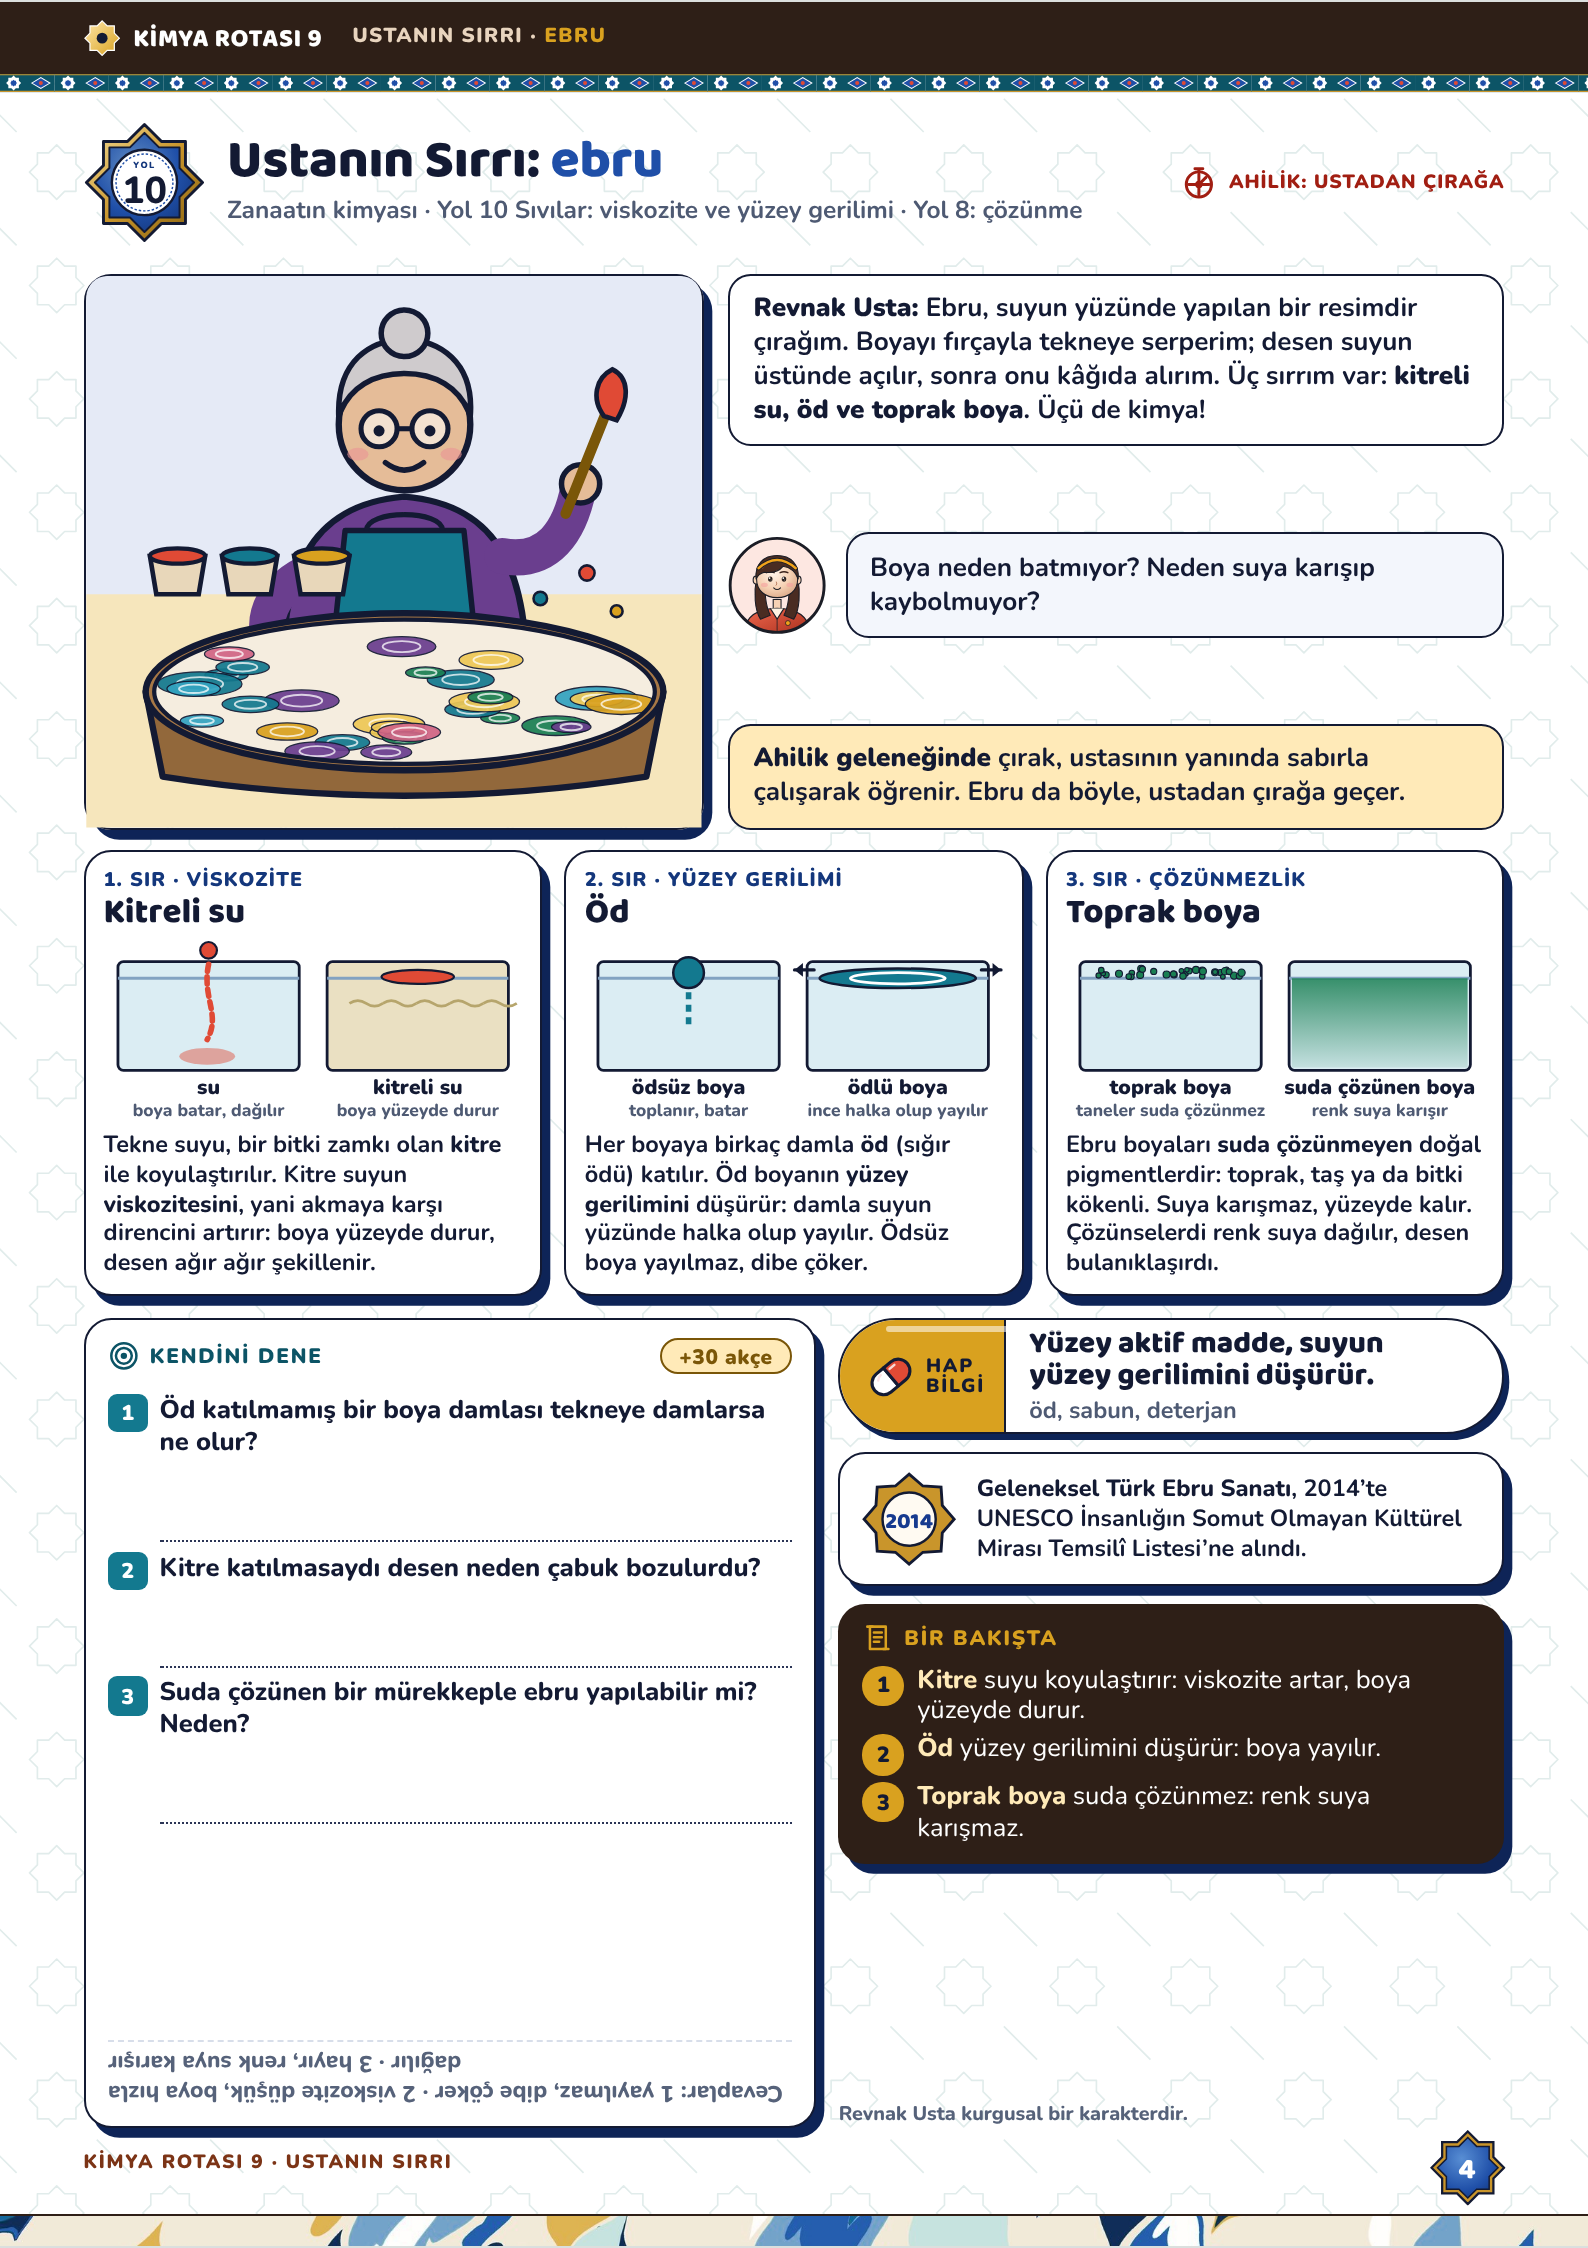 KİMYA ROTASI 9 USTANIN SIRRI · EBRU
YOL
10
Ustanın Sırrı: ebru
Zanaatın kimyası · Yol 10 Sıvılar: viskozite ve yüzey gerilimi · Yol 8: çözünme
AHİLİK: USTADAN ÇIRAĞA
Revnak Usta: Ebru, suyun yüzünde yapılan bir resimdir
çırağım. Boyayı fırçayla tekneye serperim; desen suyun
üstünde açılır, sonra onu kâğıda alırım. Üç sırrım var: kitreli
su, öd ve toprak boya. Üçü de kimya!
Boya neden batmıyor? Neden suya karışıp
kaybolmuyor?
Ahilik geleneğinde çırak, ustasının yanında sabırla
çalışarak öğrenir. Ebru da böyle, ustadan çırağa geçer.
1. SIR · VİSKOZİTE
Kitreli su
su
boya batar, dağılır
kitreli su
boya yüzeyde durur
Tekne suyu, bir bitki zamkı olan kitre
ile koyulaştırılır. Kitre suyun
viskozitesini, yani akmaya karşı
direncini artırır: boya yüzeyde durur,
desen ağır ağır şekillenir.
2. SIR · YÜZEY GERİLİMİ
Öd
ödsüz boya
toplanır, batar
ödlü boya
ince halka olup yayılır
Her boyaya birkaç damla öd (sığır
ödü) katılır. Öd boyanın yüzey
gerilimini düşürür: damla suyun
yüzünde halka olup yayılır. Ödsüz
boya yayılmaz, dibe çöker.
3. SIR · ÇÖZÜNMEZLİK
Toprak boya
toprak boya
taneler suda çözünmez
suda çözünen boya
renk suya karışır
Ebru boyaları suda çözünmeyen doğal
pigmentlerdir: toprak, taş ya da bitki
kökenli. Suya karışmaz, yüzeyde kalır.
Çözünselerdi renk suya dağılır, desen
bulanıklaşırdı.
KENDİNİ DENE
+30 akçe
1 Öd katılmamış bir boya damlası tekneye damlarsa
ne olur?
2 Kitre katılmasaydı desen neden çabuk bozulurdu?
3 Suda çözünen bir mürekkeple ebru yapılabilir mi?
Neden?
Cevaplar: 1 yayılmaz, dibe çöker · 2 viskozite düşük, boya hızla
dağılır · 3 hayır, renk suya karışır
HAP
BİLGİ
Yüzey aktif madde, suyun
yüzey gerilimini düşürür.
öd, sabun, deterjan
2014
Geleneksel Türk Ebru Sanatı, 2014’te
UNESCO İnsanlığın Somut Olmayan Kültürel
Mirası Temsilî Listesi’ne alındı.
BİR BAKIŞTA
1 Kitre suyu koyulaştırır: viskozite artar, boya
yüzeyde durur.
2 Öd yüzey gerilimini düşürür: boya yayılır.
3 Toprak boya suda çözünmez: renk suya
karışmaz.
Revnak Usta kurgusal bir karakterdir.
KİMYA ROTASI 9 · USTANIN SIRRI
4